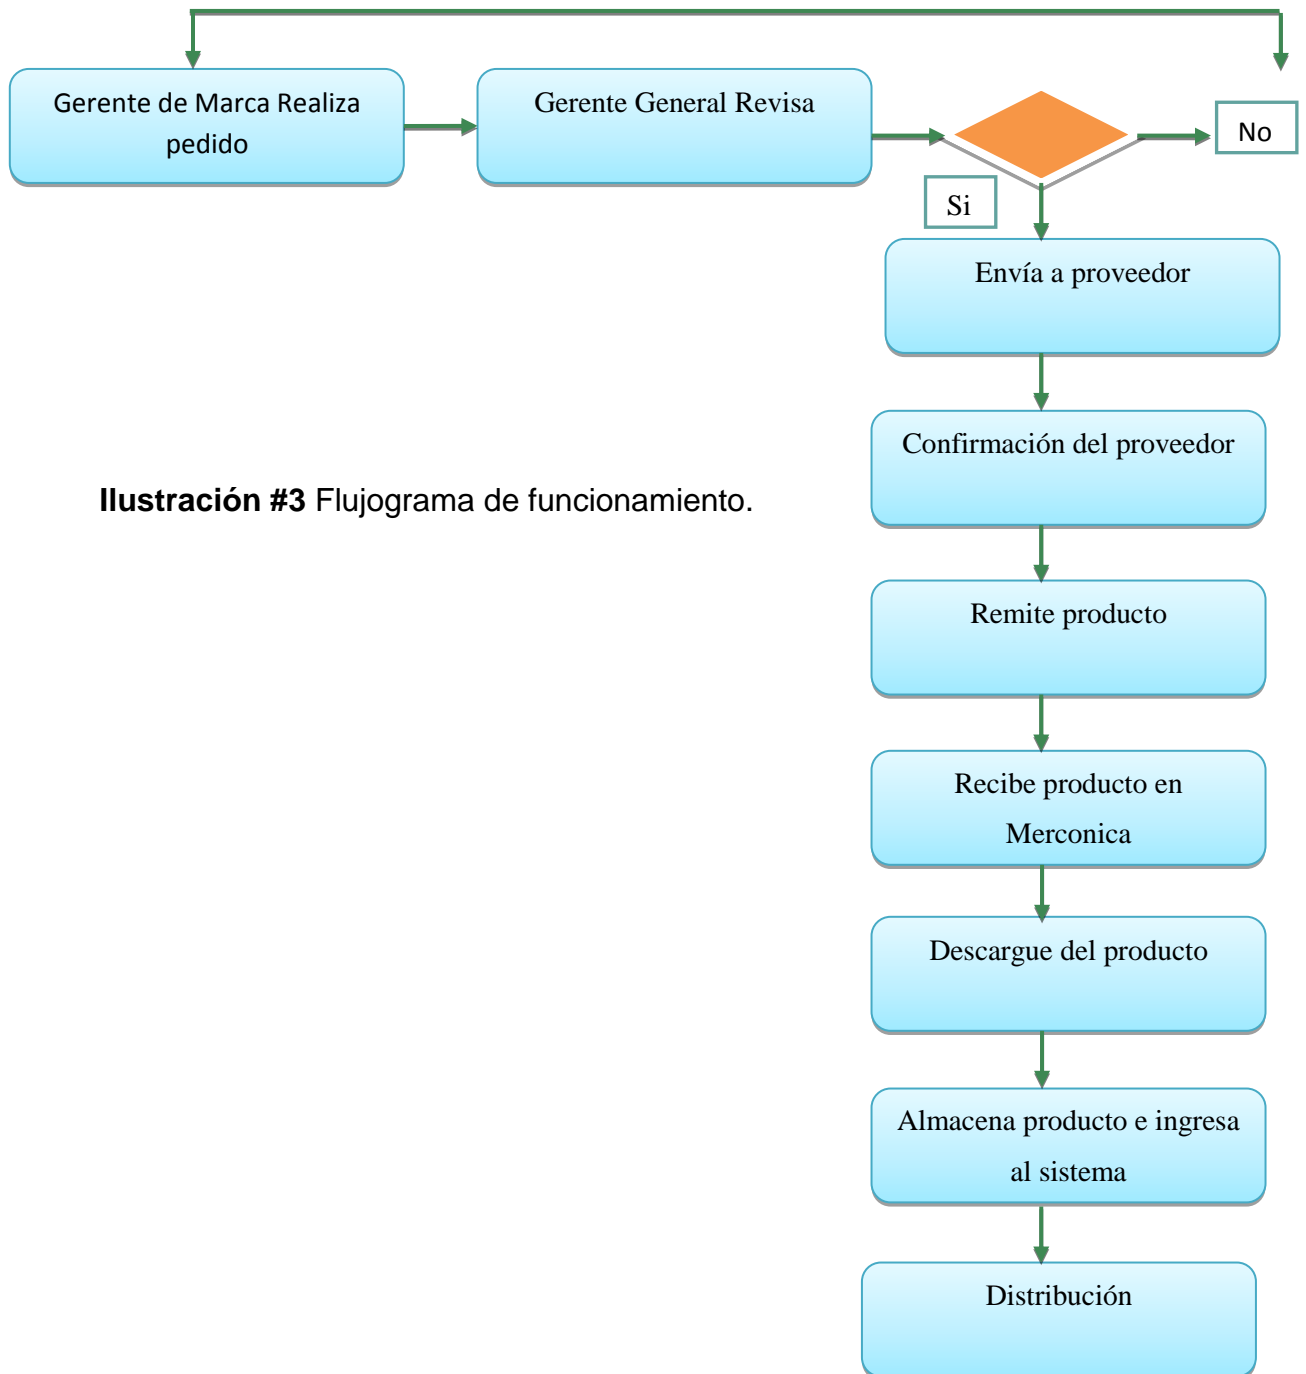 Gerente de Marca Realiza
pedido
Gerente General Revisa
No
Si
Envía a proveedor
Confirmación del proveedor
Ilustración #3 Flujograma de funcionamiento.
Remite producto
Recibe producto en
Merconica
Descargue del producto
Almacena producto e ingresa
al sistema
Distribución